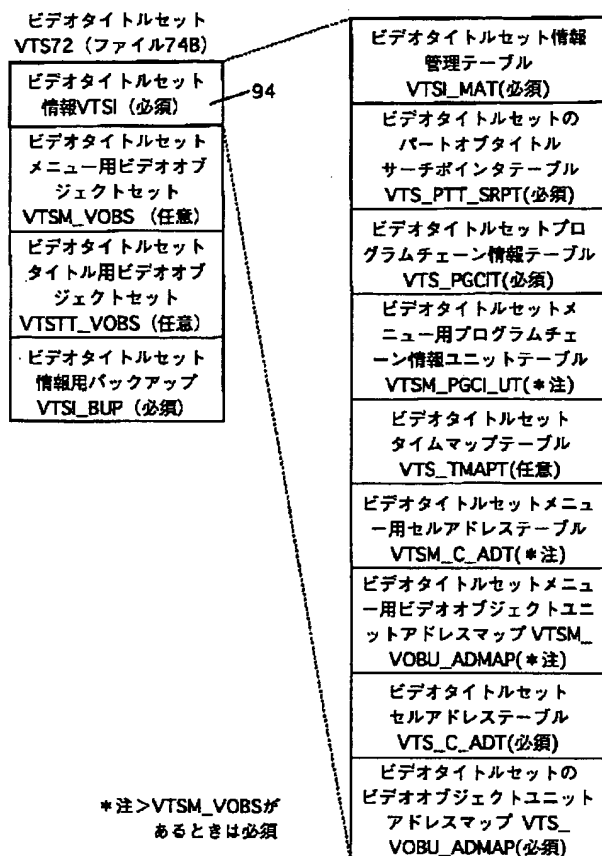 ビデオタイトルセット
VTS72（ファイル74B）
ビデオタイトルセット
情報VTSI（必須）
94
ビデオタイトルセット
メニュー用ビデオオブ
ジェクトセット
VTSM_VOBS（任意）
ビデオタイトルセット
タイトル用ビデオオブ
ジェクトセット
VTSTT_VOBS（任意）
ビデオタイトルセット
情報用バックアップ
VTSI_BUP（必須）
ビデオタイトルセット情報
管理テーブル
VTSI_MAT(必須)
ビデオタイトルセットの
パートオブタイトル
サーチポインタテーブル
VTS_PTT_SRPT(必須)
ビデオタイトルセットプロ
グラムチェーン情報テーブル
VTS_PGCIT(必須)
ビデオタイトルセットメ
ニュー用プログラムチェ
ーン情報ユニットテーブル
VTSM_PGCI_UT(＊注)
ビデオタイトルセット
タイムマップテーブル
VTS_TMAPT(任意)
ビデオタイトルセットメニュ
ー用セルアドレステーブル
VTSM_C_ADT(＊注)
ビデオタイトルセットメニュ
ー用ビデオオブジェクトユニ
ットアドレスマップ VTSM_
VOBU_ADMAP(＊注)
ビデオタイトルセット
セルアドレステーブル
VTS_C_ADT(必須)
ビデオタイトルセットの
ビデオオブジェクトユニット
アドレスマップ VTS_
VOBU_ADMAP(必須)
＊注>VTSM_VOBSが
あるときは必須